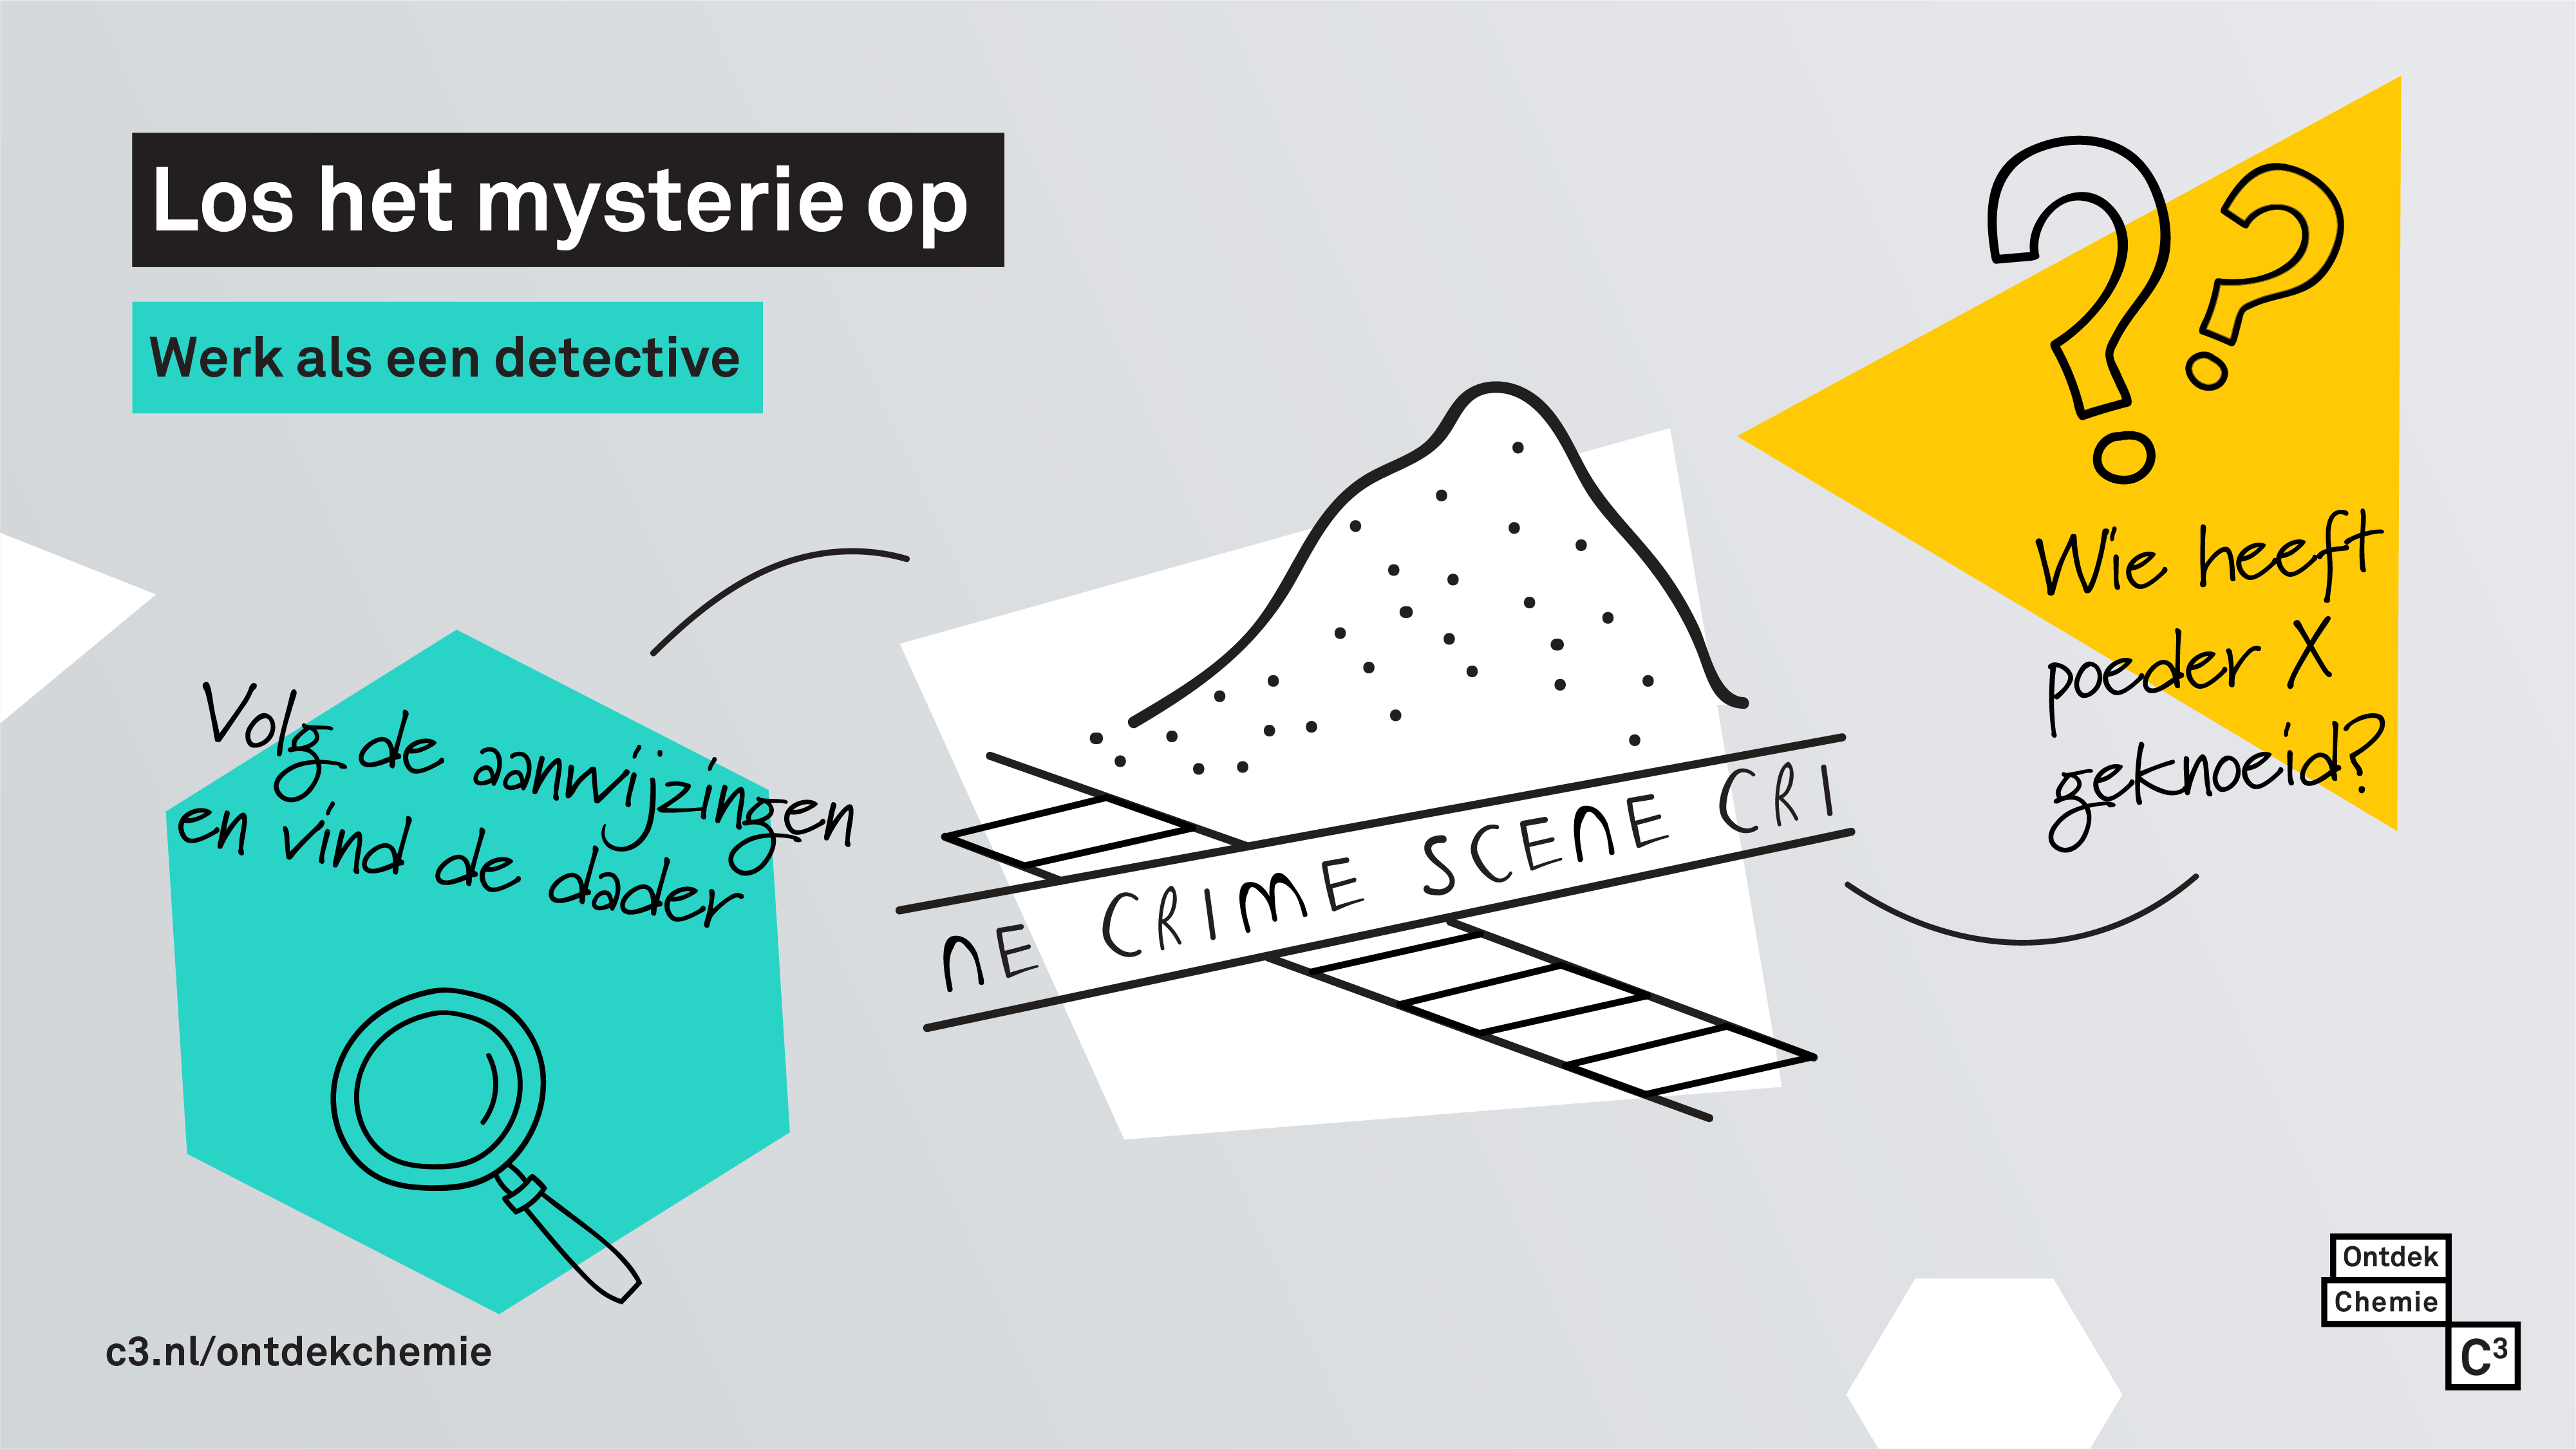 Los het mysterie op
Werk als een detective
Volg de aanwijzingen
en vind de dader
NE CRIME SCENE CRI
Wie heeft
poeder X
geknoeid?
c3.nl/ontdekchemie
Ontdek
Chemie
C³